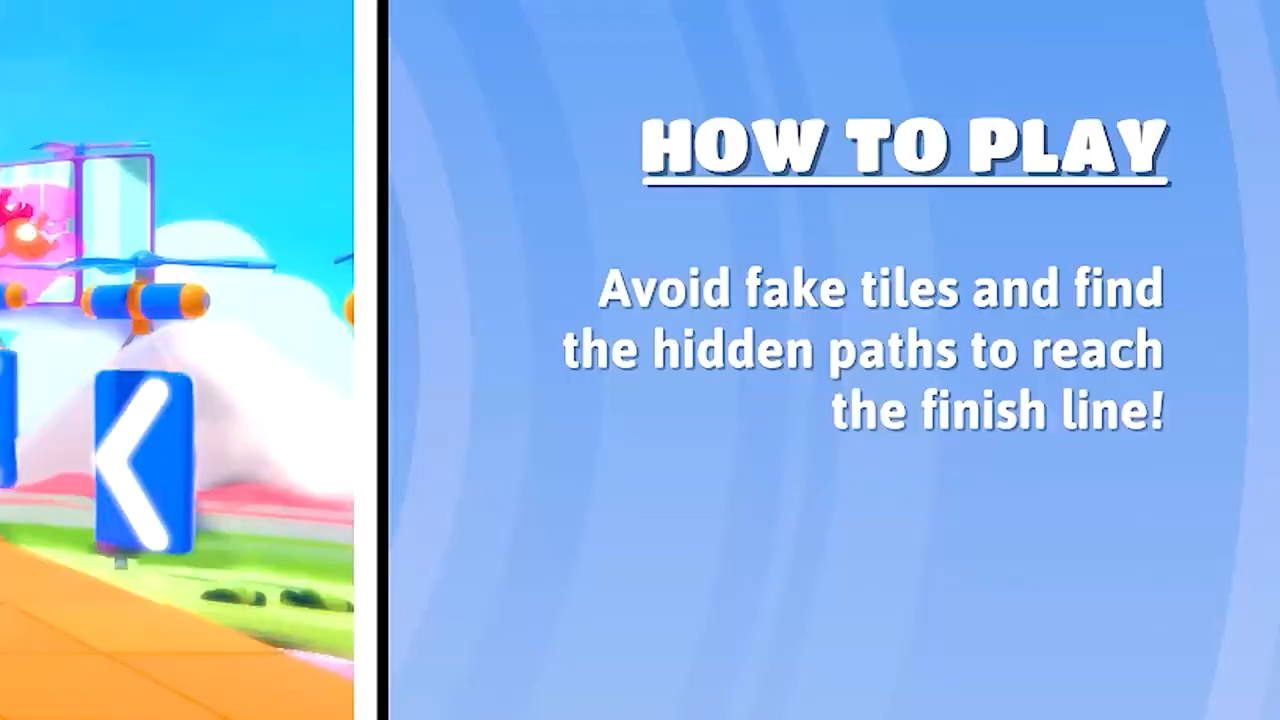 HOW TO PLAY
Avoid fake tiles and find
the hidden paths to reach
the finish line!